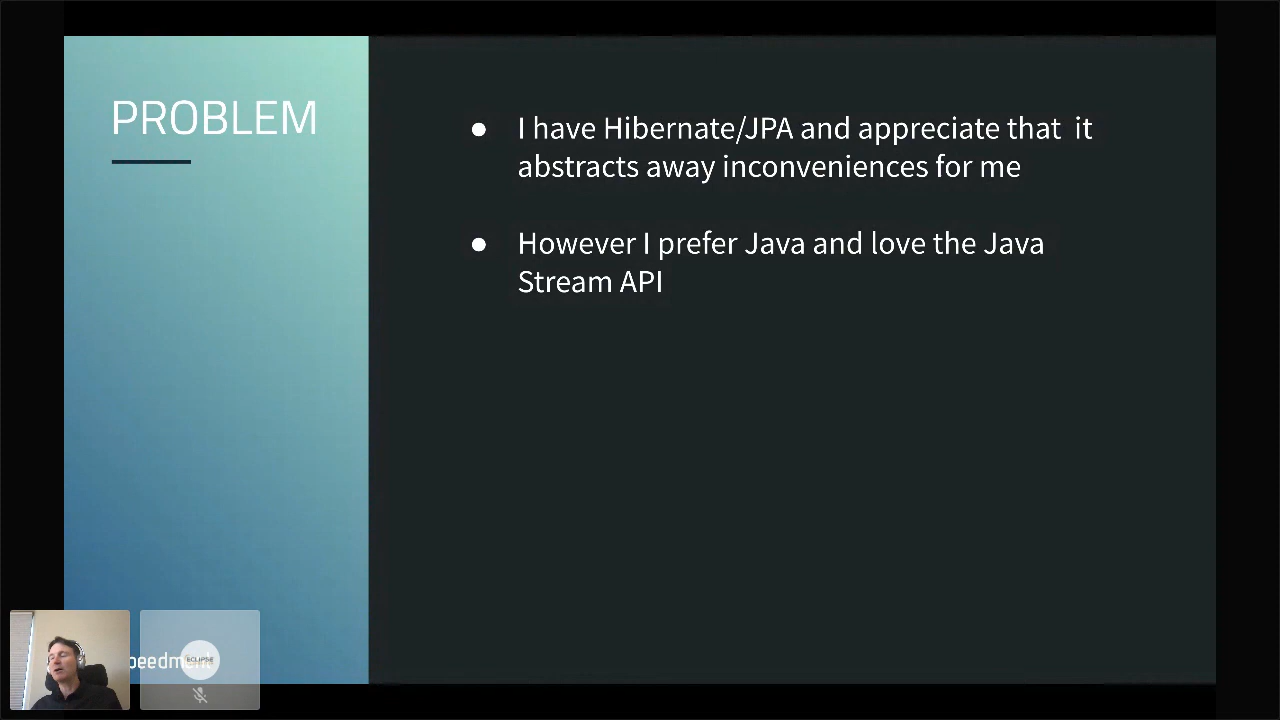 PROBLEM
● I have Hibernate/JPA and appreciate that it
abstracts away inconveniences for me
● However I prefer Java and love the Java
Stream API
ECLIPSE